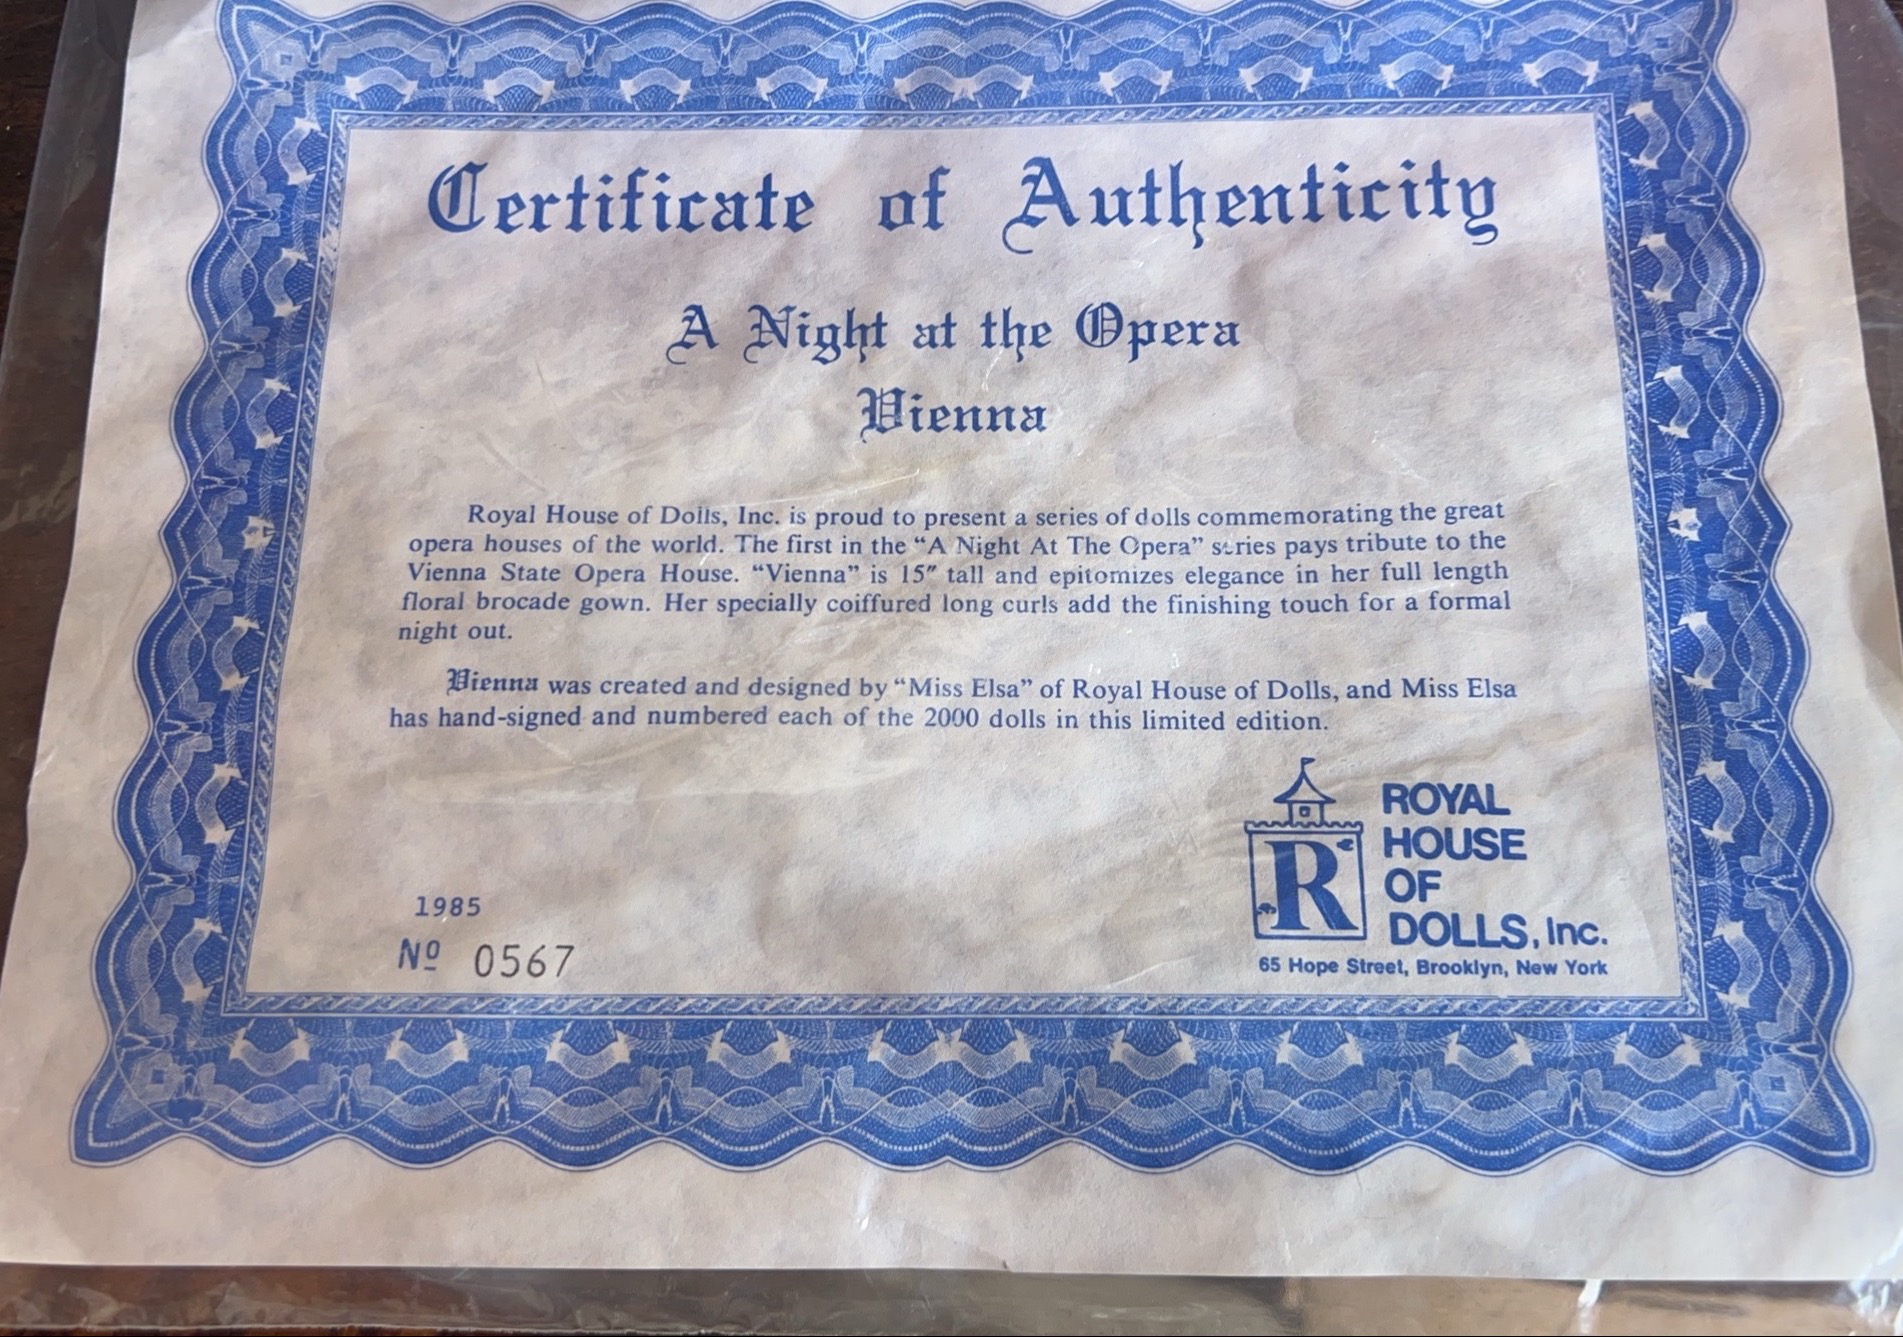 Certificate of Authenticity
A Night at the Opera
Vienna
Royal House of Dolls, Inc. is proud to present a series of dolls commemorating the great
opera houses of the world. The first in the “A Night At The Opera” series pays tribute to the
Vienna State Opera House. “Vienna” is 15″ tall and epitomizes elegance in her full length
floral brocade gown. Her specially coiffured long curls add the finishing touch for a formal
night out.
Vienna was created and designed by “Miss Elsa” of Royal House of Dolls, and Miss Elsa
has hand-signed and numbered each of the 2000 dolls in this limited edition.
1985
Nº 0567
R
ROYAL
HOUSE
OF
DOLLS, Inc.
65 Hope Street, Brooklyn, New York